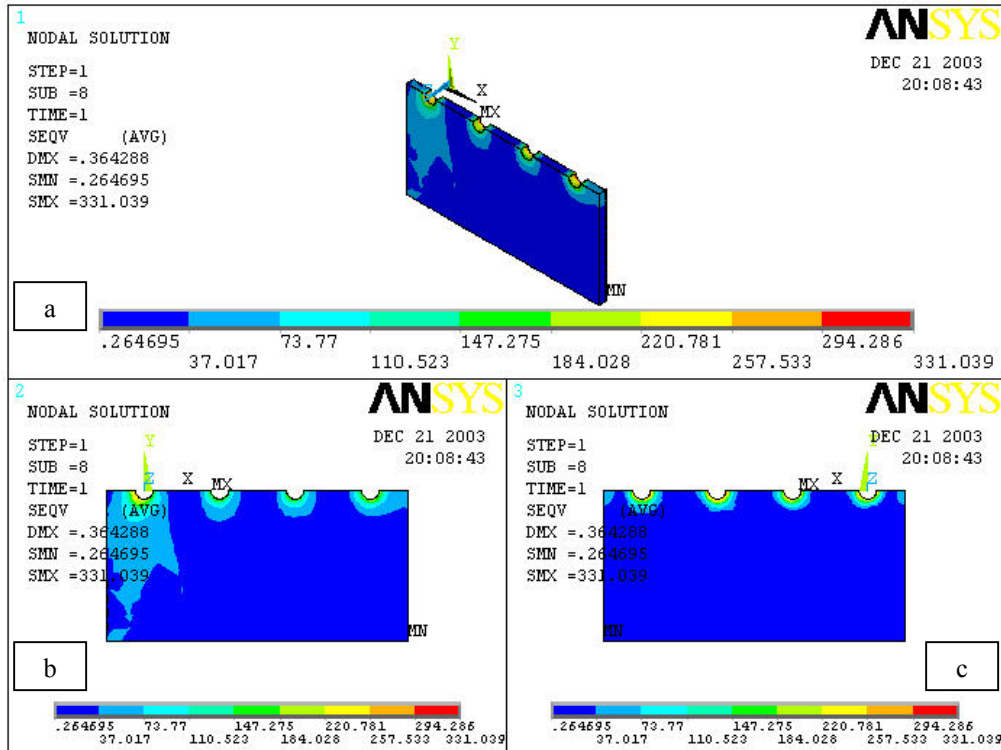 1
NODAL SOLUTION
STEP=1
SUB =8
TIME=1
SEQV (AVG)
DMX =.364288
SMN =.264695
SMX =331.039
ANSYS
DEC 21 2003
20:08:43
Y
Z X
MX
MN
a
.264695 73.77 147.275 220.781 294.286
37.017 110.523 184.028 257.533 331.039
2
NODAL SOLUTION
STEP=1
SUB =8
TIME=1
SEQV (AVG)
DMX =.364288
SMN =.264695
SMX =331.039
ANSYS
DEC 21 2003
20:08:43
Y
Z X MX
MN
b
.264695 73.77 147.275 220.781 294.286
37.017 110.523 184.028 257.533 331.039
3
NODAL SOLUTION
STEP=1
SUB =8
TIME=1
SEQV (AVG)
DMX =.364288
SMN =.264695
SMX =331.039
ANSYS
DEC 21 2003
20:08:43
Y
MX X Z
MN
c
.264695 73.77 147.275 220.781 294.286
37.017 110.523 184.028 257.533 331.039